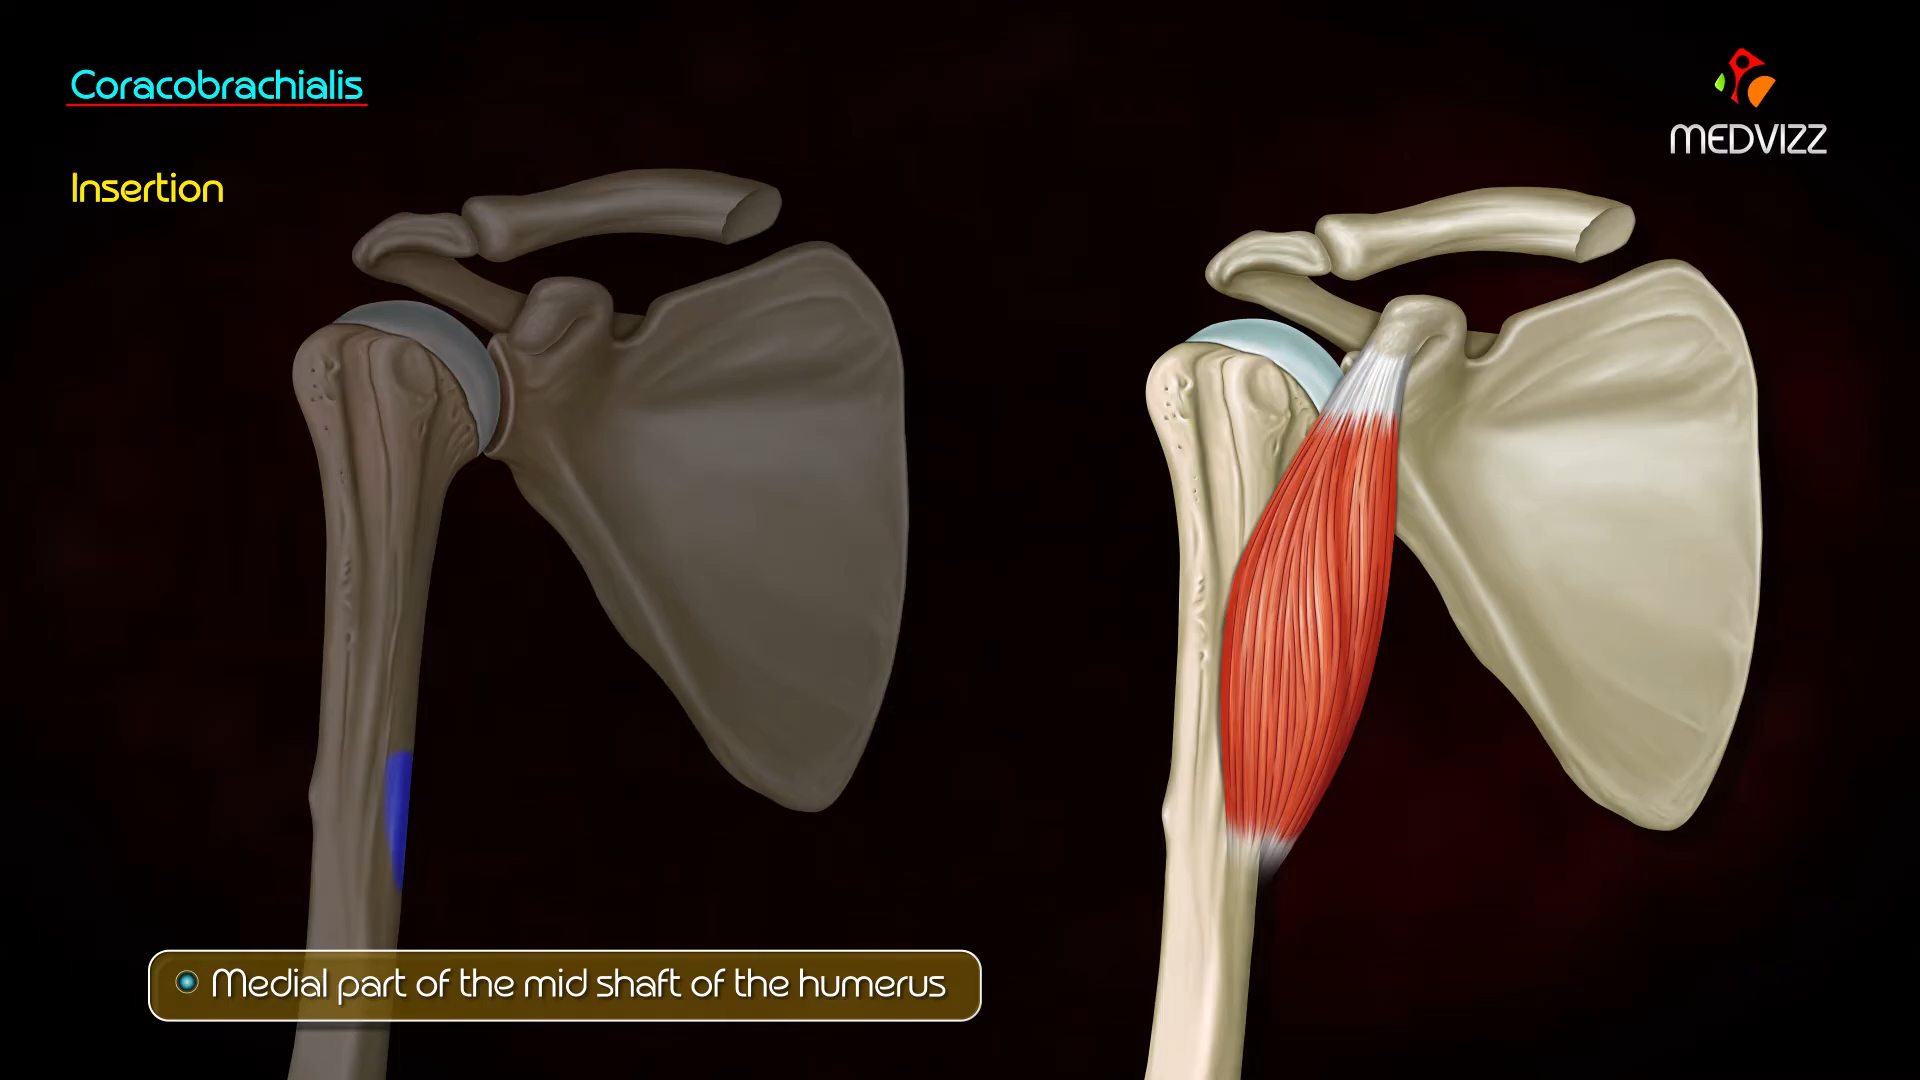 Coracobrachialis
MEDVIZZ
Insertion
Medial part of the mid shaft of the humerus